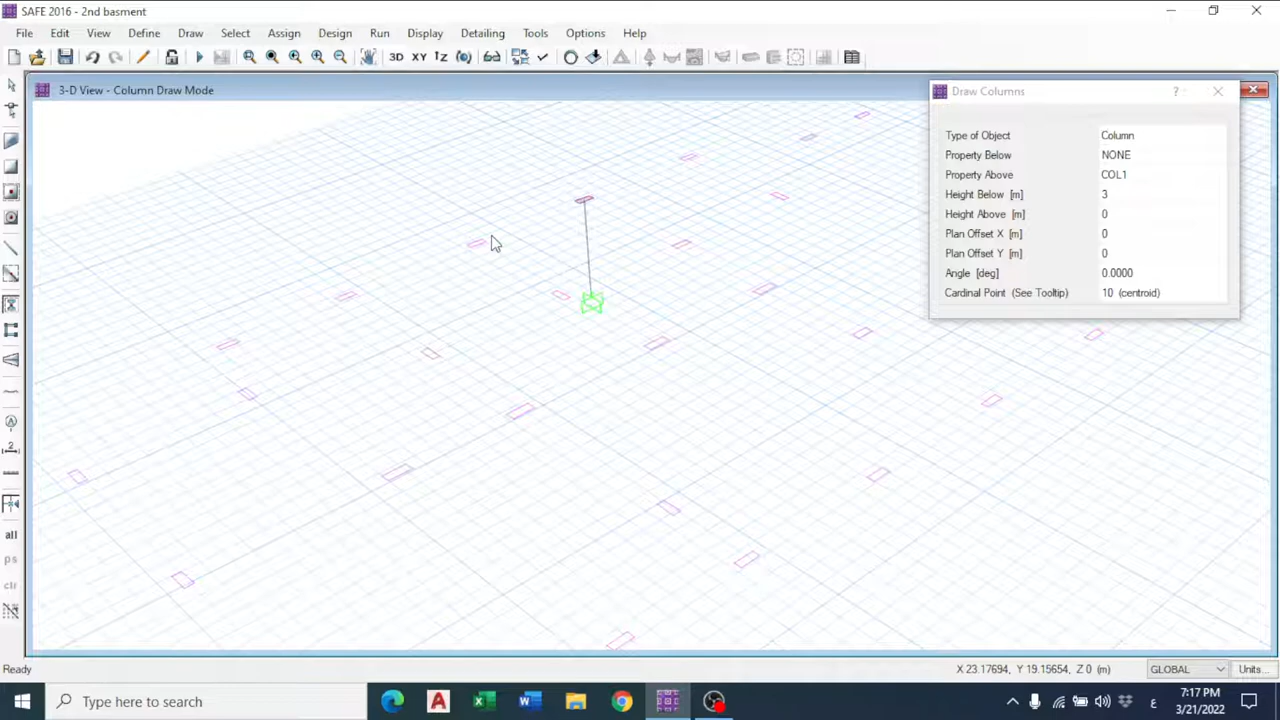 SAFE 2016 - 2nd basment
File Edit View Define Draw Select Assign Design Run Display Detailing Tools Options Help
3D XY
3-D View - Column Draw Mode
Draw Columns ?
Type of Object Column
Property Below NONE
Property Above COL1
Height Below [m] 3
Height Above [m] 0
Plan Offset X [m] 0
Plan Offset Y [m] 0
Angle [deg] 0.0000
Cardinal Point (See Tooltip) 10 (centroid)
all
ps
clr
Ready X 23.17694, Y 19.15654, Z 0 (m) GLOBAL Units...
Type here to search ع 7:17 PM
3/21/2022